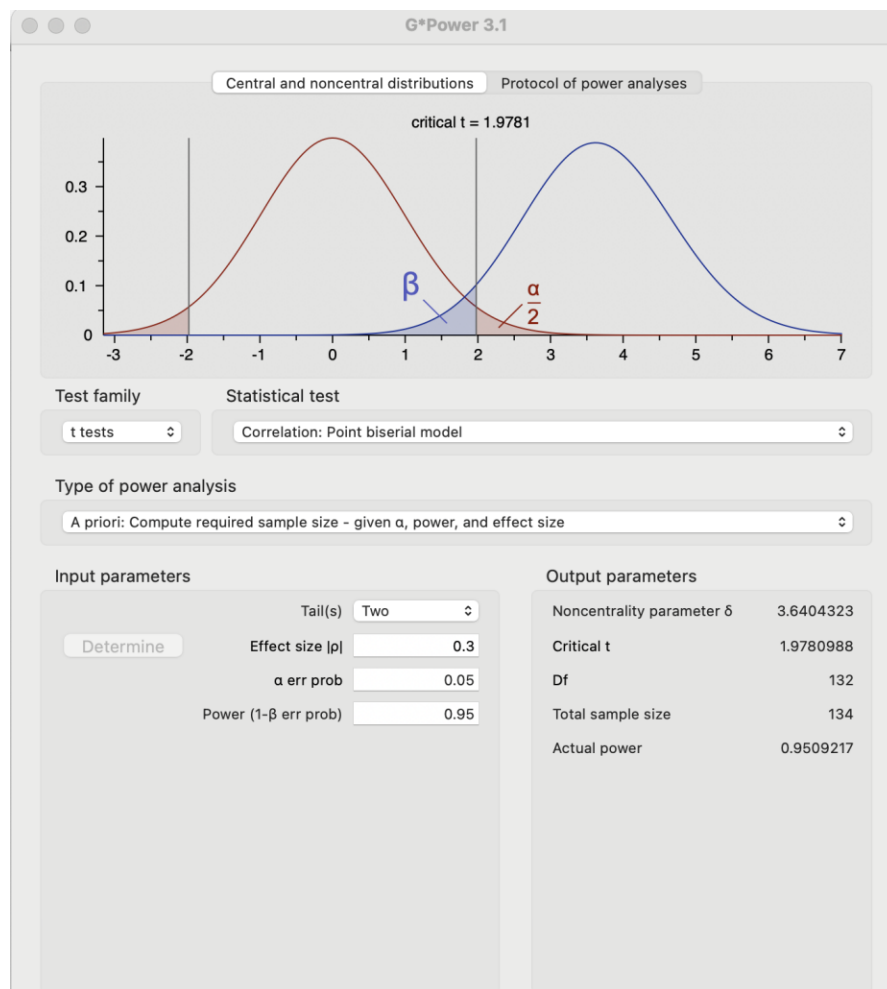 G*Power 3.1
Central and noncentral distributions Protocol of power analyses
critical t = 1.9781
0.3
0.2
0.1
0
β
α
2
-3 -2 -1 0 1 2 3 4 5 6 7
Test family Statistical test
t tests Correlation: Point biserial model
Type of power analysis
A priori: Compute required sample size - given α, power, and effect size
Input parameters Output parameters
Tail(s) Two Noncentrality parameter δ 3.6404323
Determine Effect size |ρ| 0.3 Critical t 1.9780988
α err prob 0.05 Df 132
Power (1-β err prob) 0.95 Total sample size 134
Actual power 0.9509217